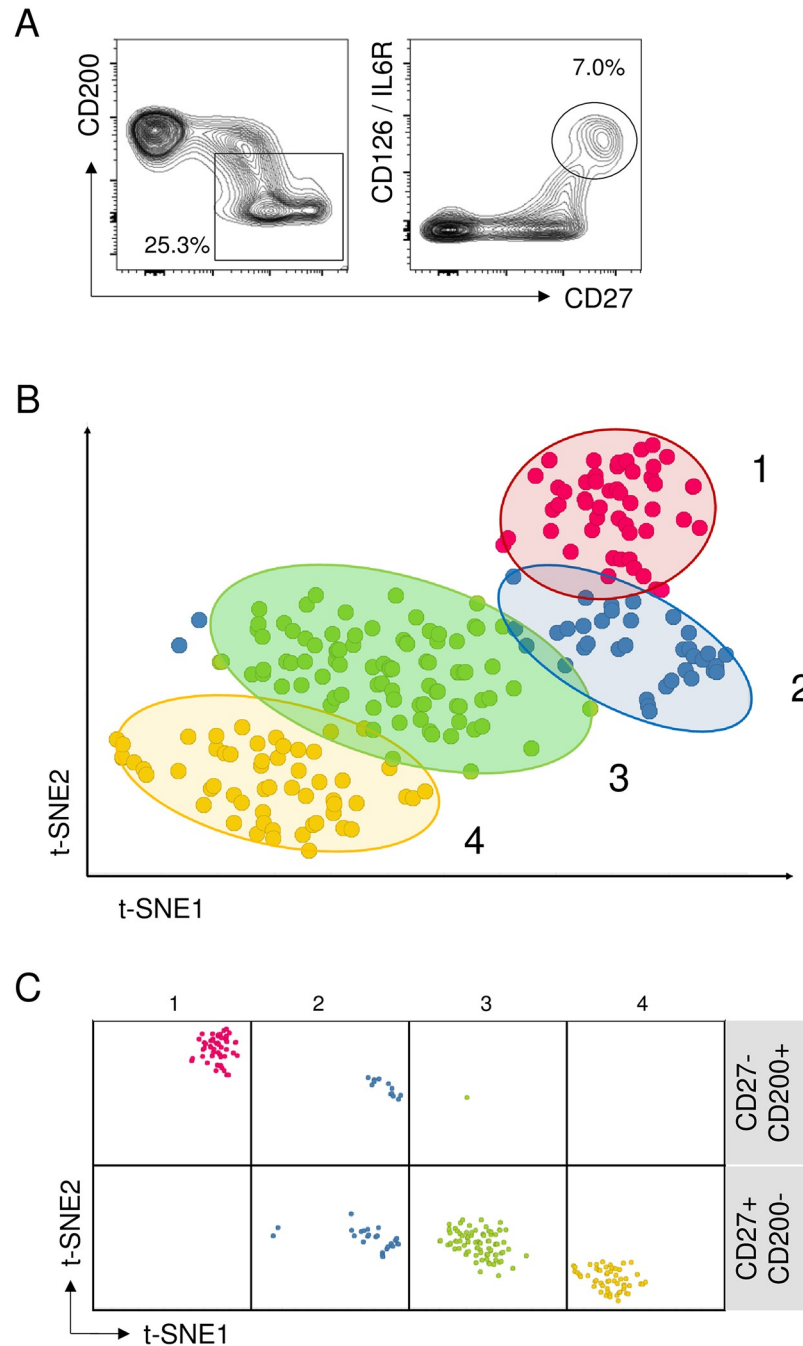 A
CD200
25.3%
CD126 / IL6R
7.0%
CD27
B
1
2
3
4
t-SNE2
t-SNE1
C
1 2 3 4
CD27-
CD200+
CD27+
CD200-
t-SNE2
t-SNE1